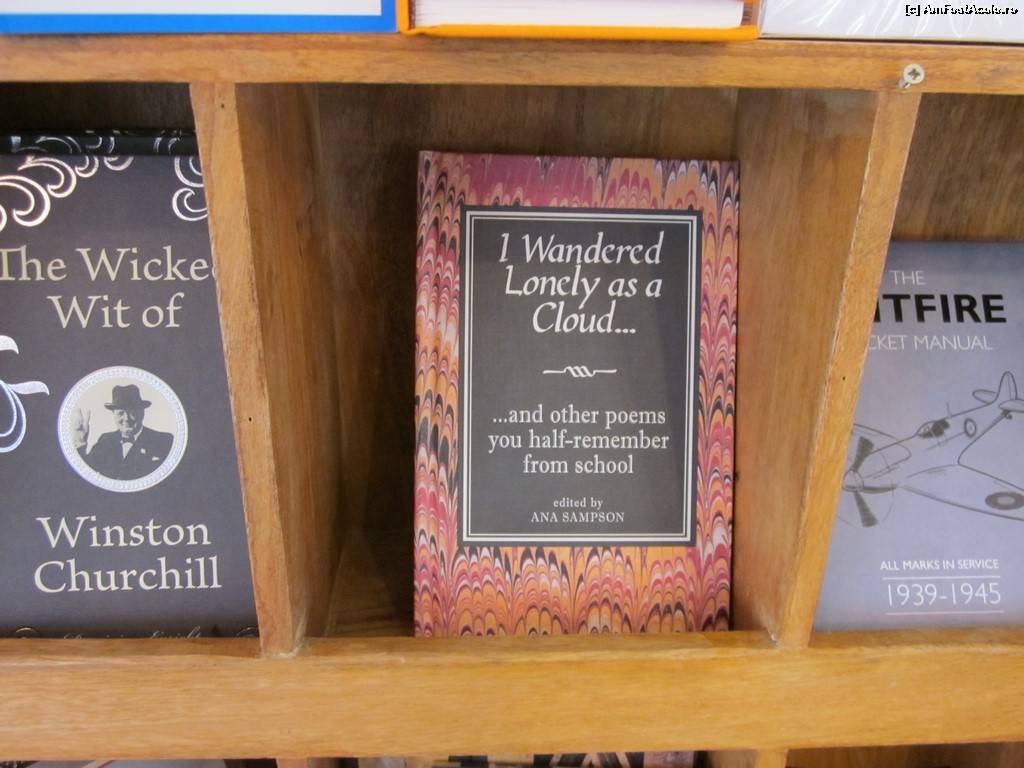 [c] AmFostAcolo.ro
The Wicke
Wit of
Winston
Churchill
I Wandered
Lonely as a
Cloud...
...and other poems
you half-remember
from school
edited by
ANA SAMPSON
THE
ITFIRE
CKET MANUAL
ALL MARKS IN SERVICE
1939-1945